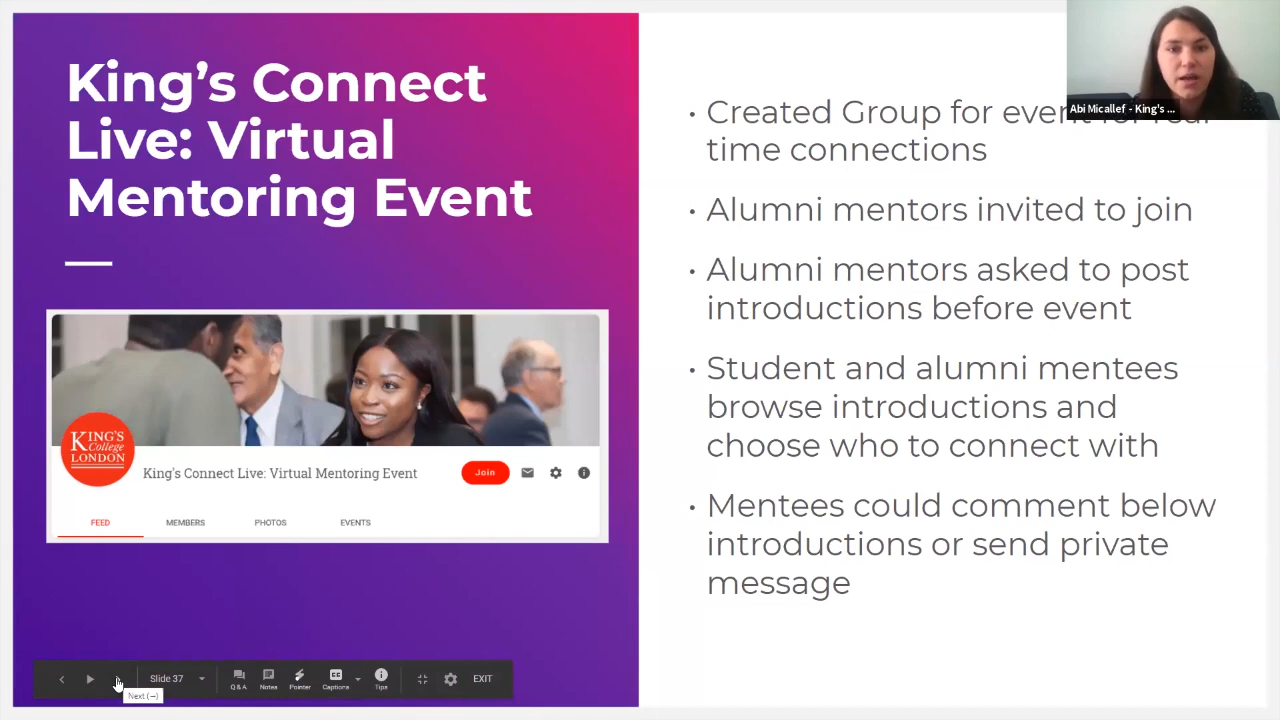 King's Connect
Live: Virtual
Mentoring Event
KING'S
College
LONDON
King's Connect Live: Virtual Mentoring Event
Join
FEED
MEMBERS
PHOTOS
EVENTS
• Created Group for event for real-
time connections
• Alumni mentors invited to join
• Alumni mentors asked to post
introductions before event
• Student and alumni mentees
browse introductions and
choose who to connect with
• Mentees could comment below
introductions or send private
message
Abi Micallef - King's ...
Slide 37
Q & A
Notes
Pointer
CC
Captions
Tips
EXIT
Next (→)